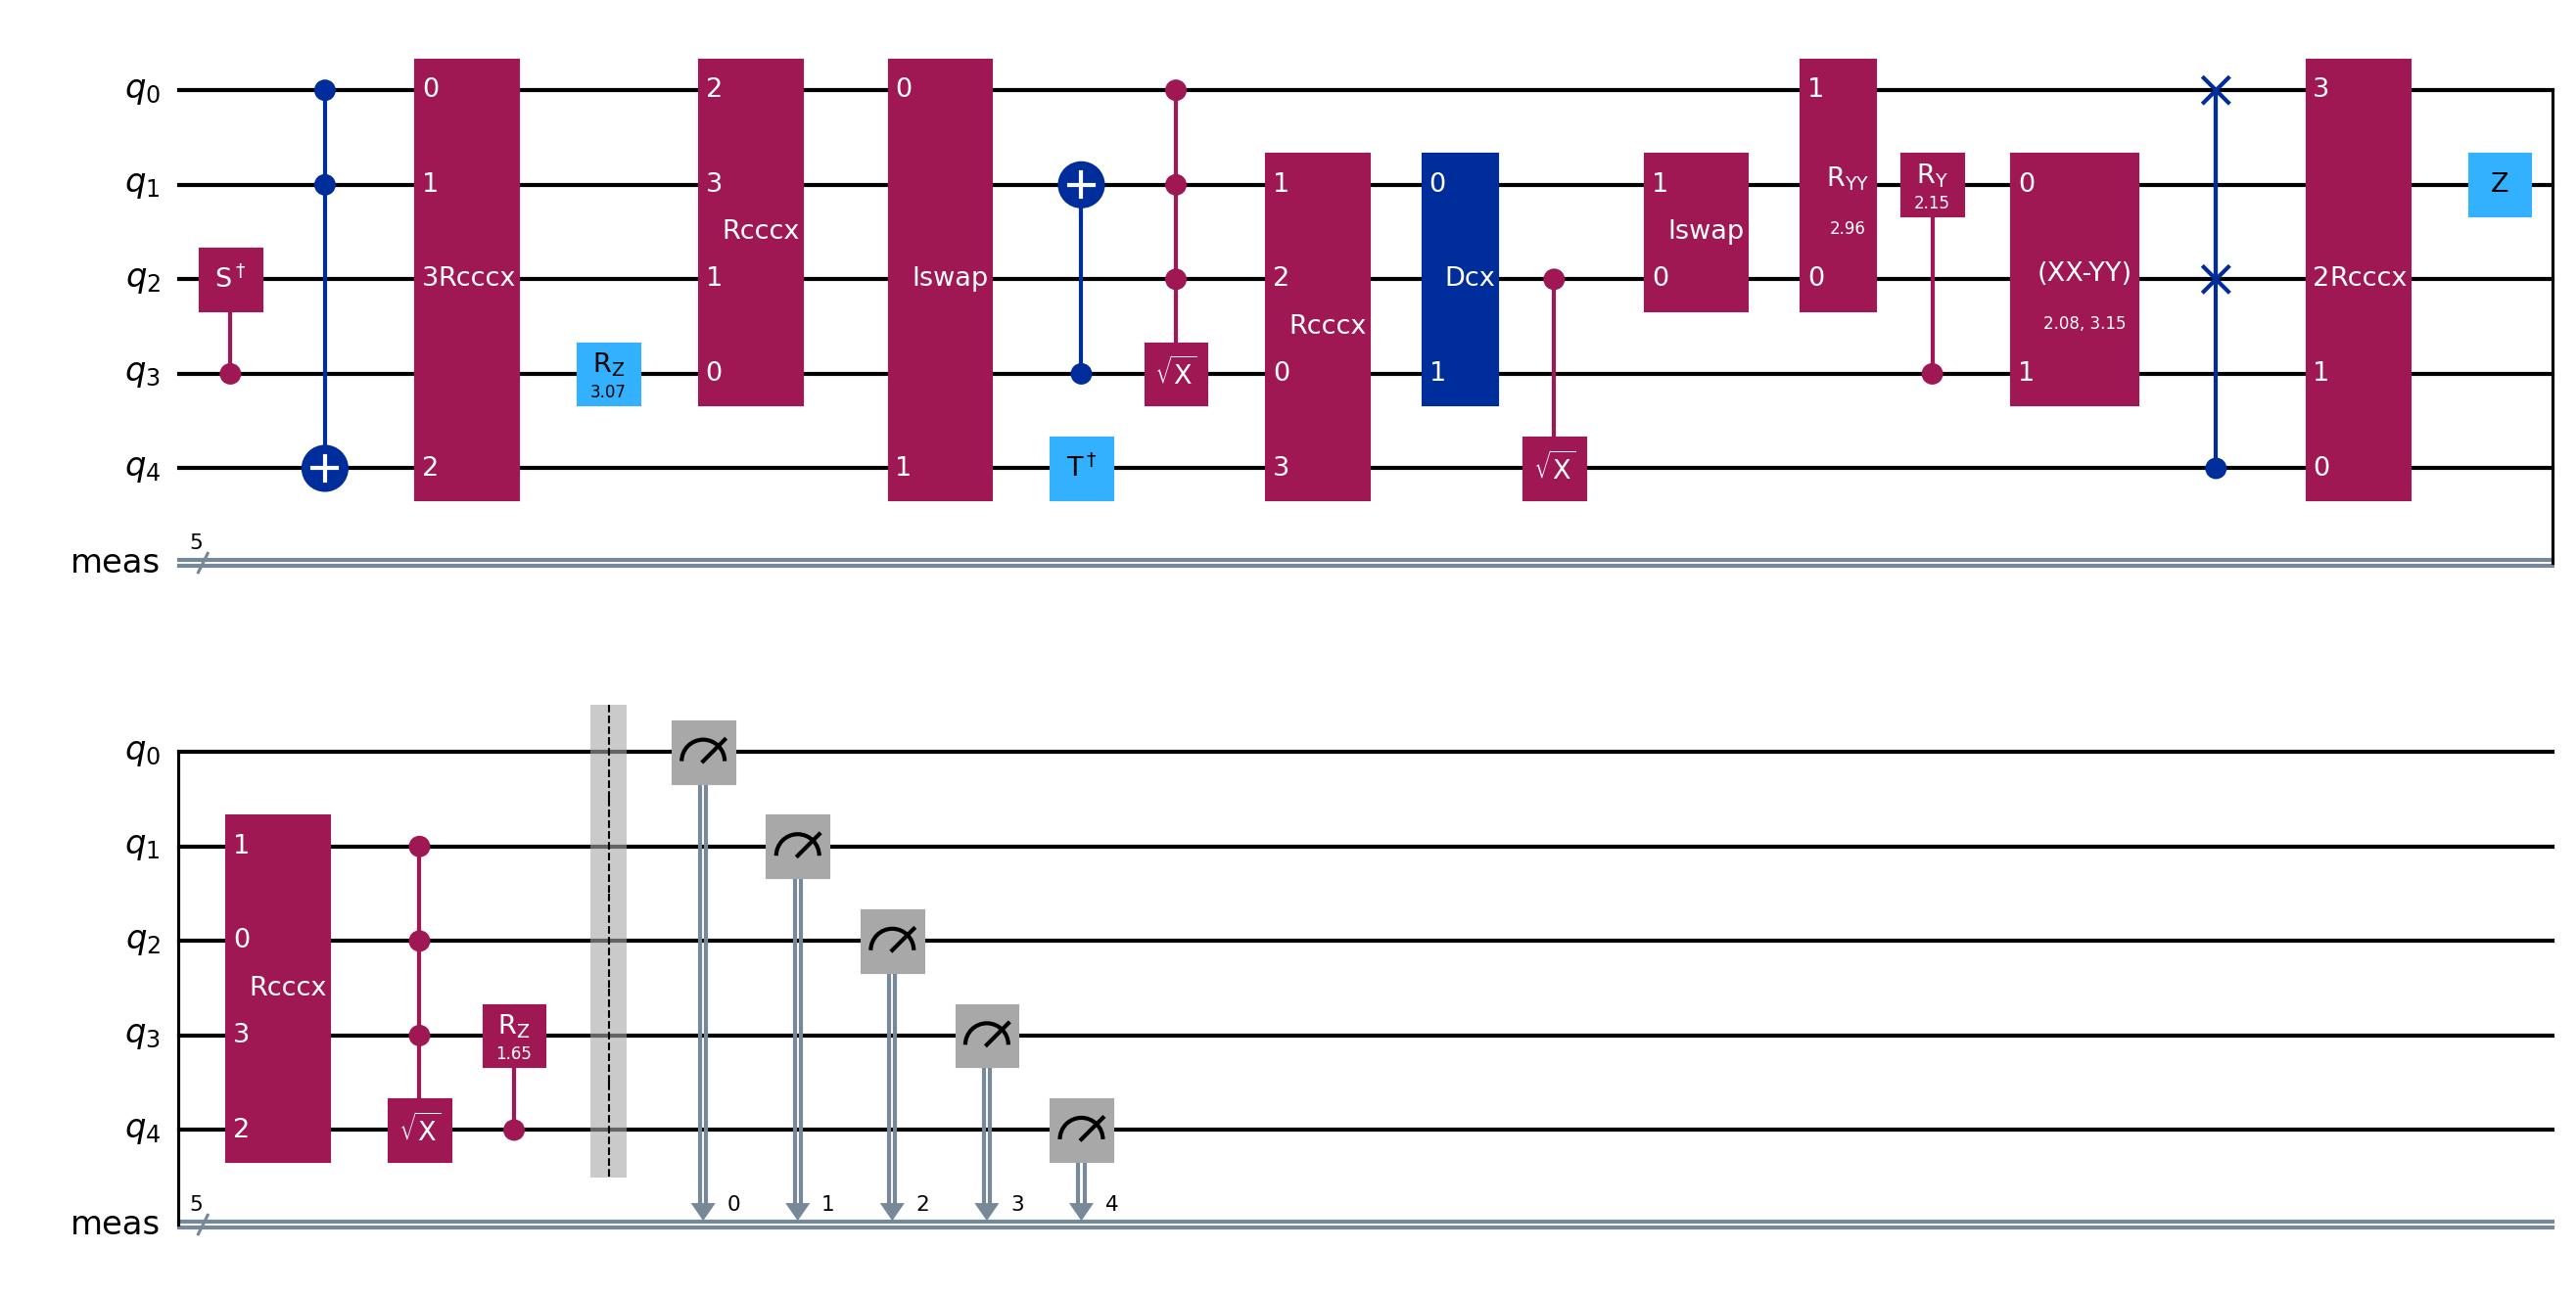 q0 0 2 0 1 3
q1 1 3 1 0 1 RYY RY 0 Z
Rcccx Iswap 2.96 2.15
q2 S† 3Rcccx 1 Iswap 2 Dcx 0 0 (XX-YY) 2Rcccx
Rcccx 2.08, 3.15
q3 RZ 0 √X 0 1 1 1
3.07
q4 2 1 T† 3 √X 0
meas 5
q0
q1 1
q2 0
Rcccx
q3 3 RZ
1.65
q4 2 √X
meas 5 0 1 2 3 4